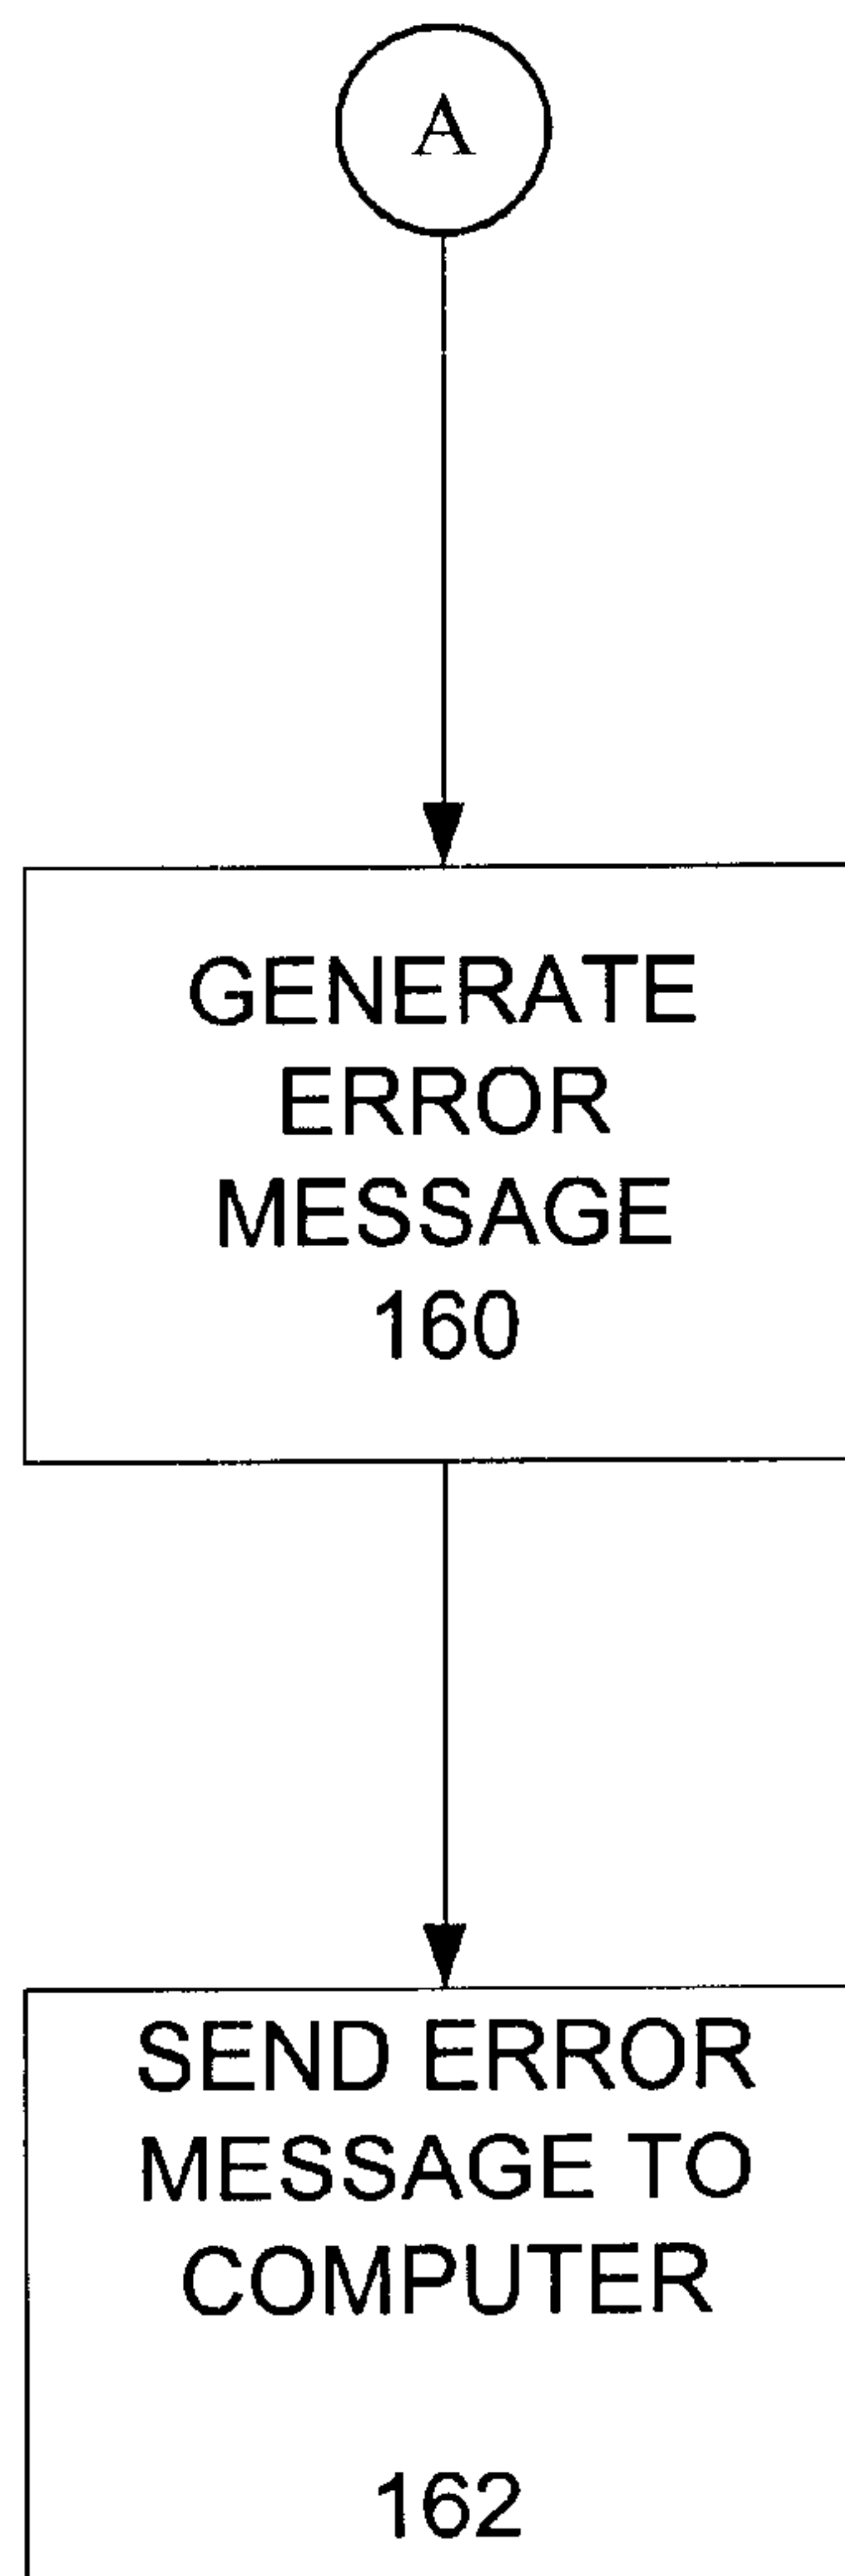 A
GENERATE
ERROR
MESSAGE
160
SEND ERROR
MESSAGE TO
COMPUTER
162